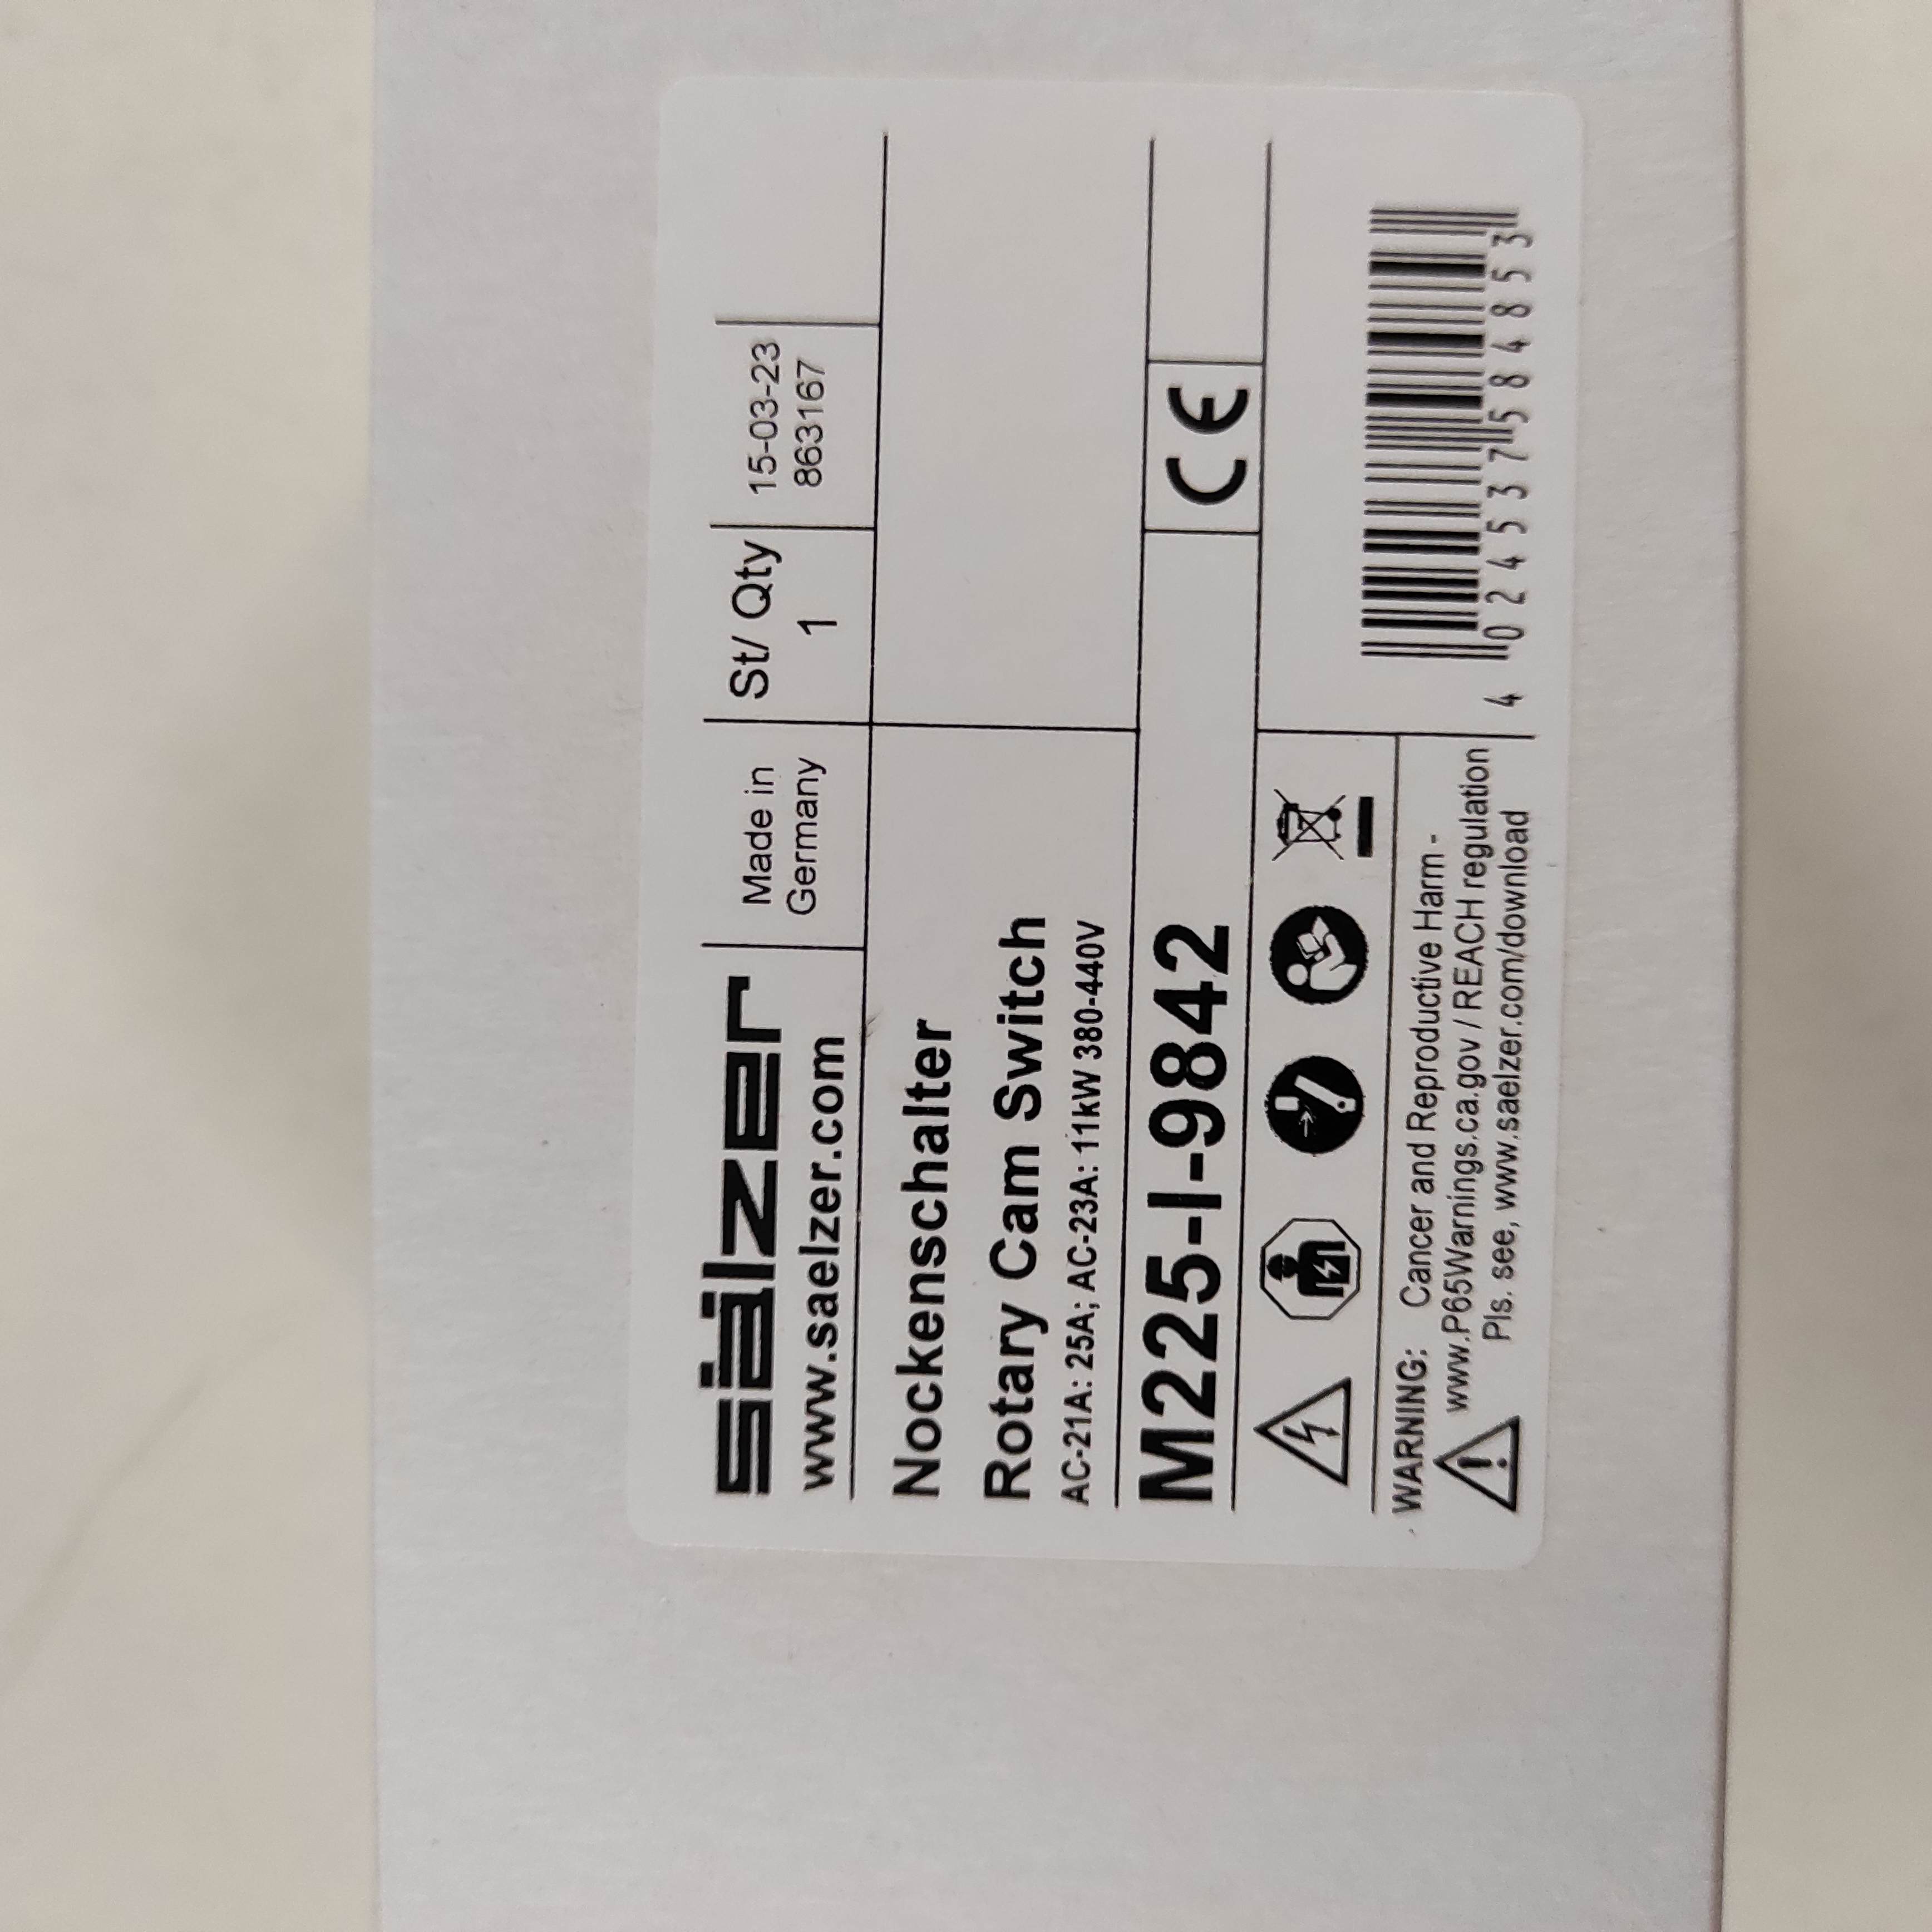 sälzer
www.saelzer.com
Made in
Germany
St/ Qty
1
15-03-23
863167
Nockenschalter
Rotary Cam Switch
AC-21A: 25A; AC-23A: 11kW 380-440V
M225-I-9842
CE
WARNING: Cancer and Reproductive Harm -
www.P65Warnings.ca.gov / REACH regulation
Pls. see, www.saelzer.com/download
4 024537 584853